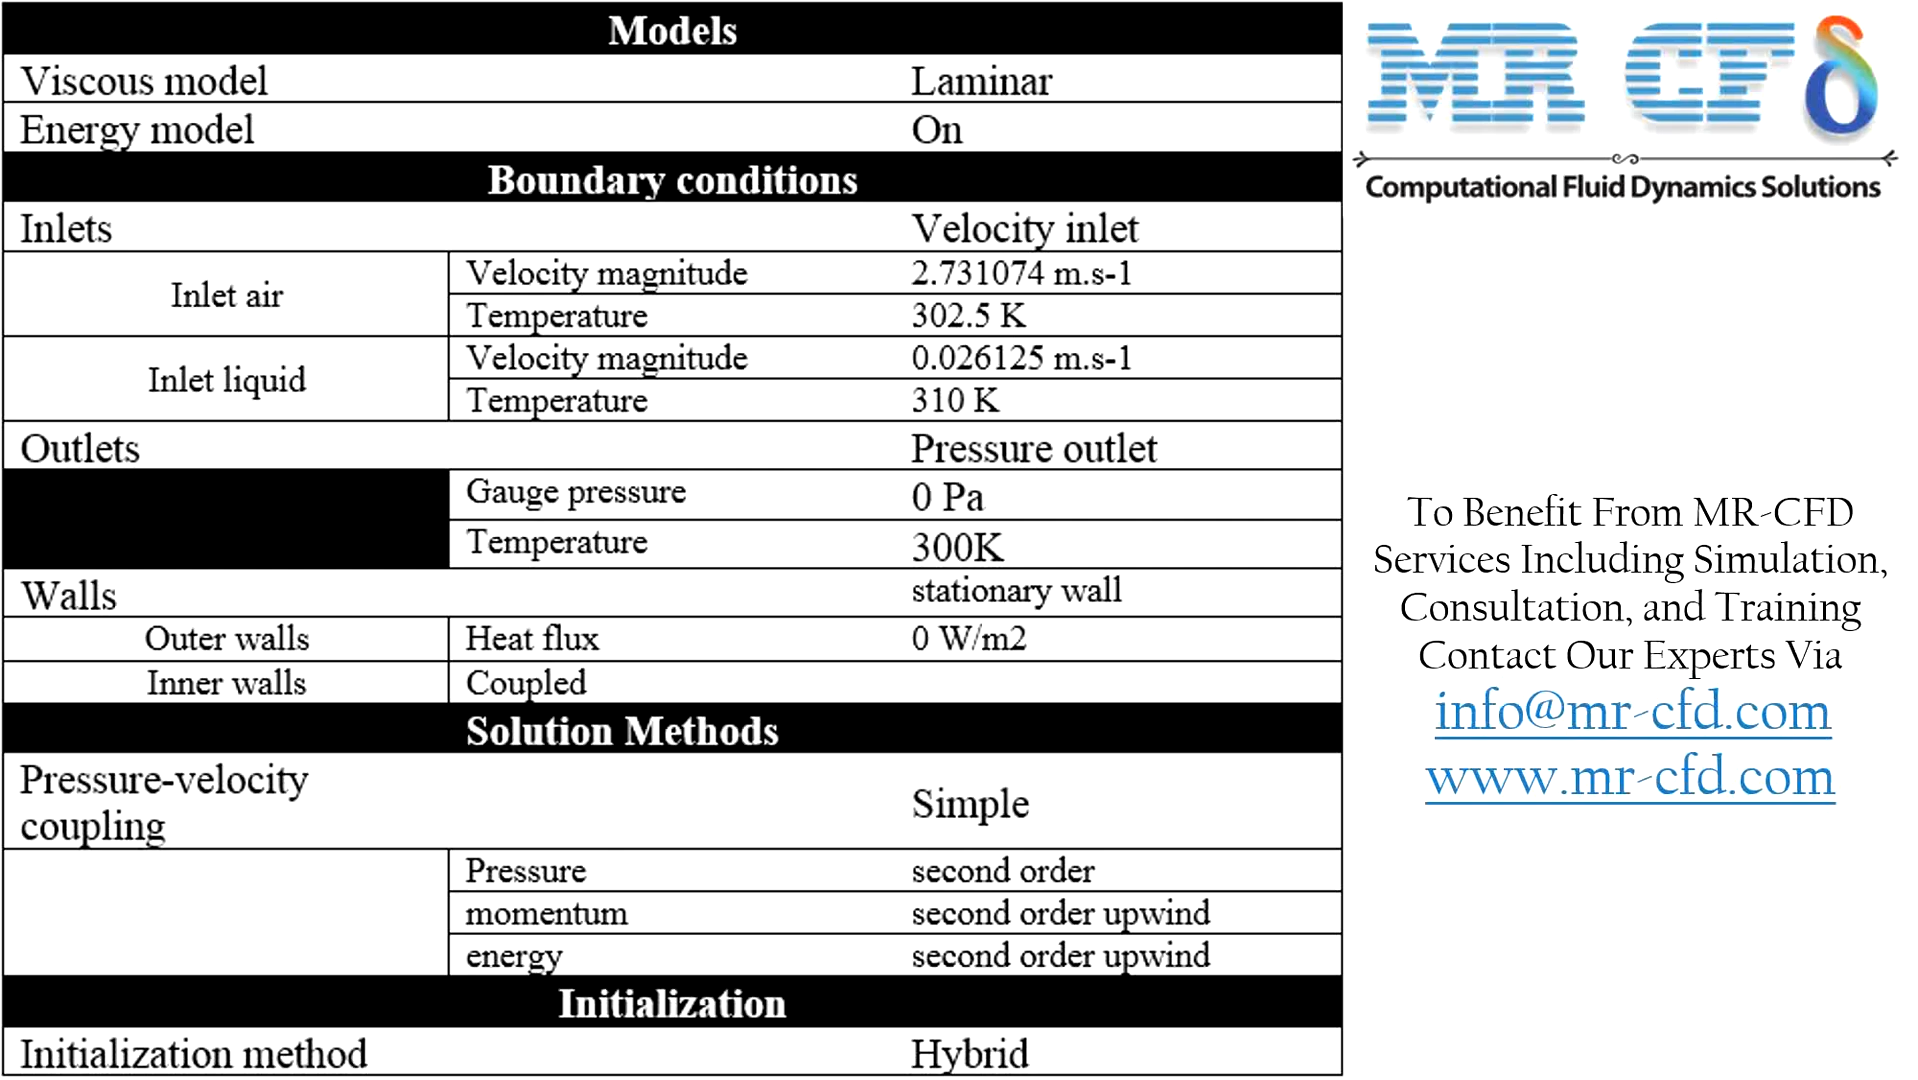 Models
Viscous model Laminar
Energy model On
Boundary conditions
Inlets Velocity inlet
Inlet air Velocity magnitude 2.731074 m.s-1
Temperature 302.5 K
Inlet liquid Velocity magnitude 0.026125 m.s-1
Temperature 310 K
Outlets Pressure outlet
Gauge pressure 0 Pa
Temperature 300K
Walls stationary wall
Outer walls Heat flux 0 W/m2
Inner walls Coupled
Solution Methods
Pressure-velocity
coupling Simple
Pressure second order
momentum second order upwind
energy second order upwind
Initialization
Initialization method Hybrid
MR CFδ
Computational Fluid Dynamics Solutions
To Benefit From MR-CFD
Services Including Simulation,
Consultation, and Training
Contact Our Experts Via
info@mr-cfd.com
www.mr-cfd.com